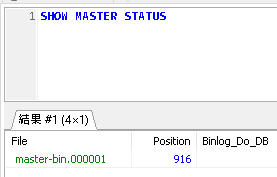 1 SHOW MASTER STATUS
結果 #1 (4×1)
File Position Binlog_Do_DB
master-bin.000001 916